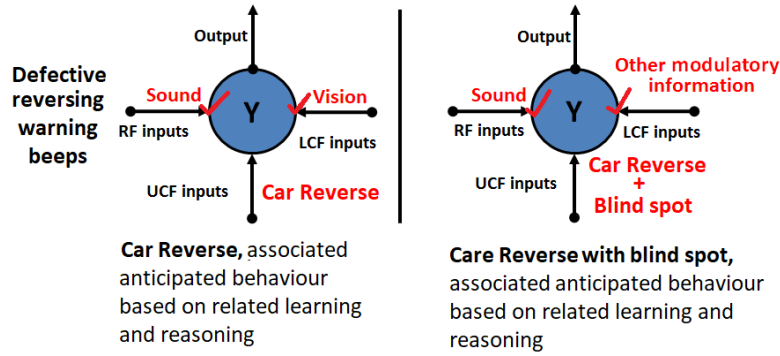 Defective
reversing
warning
beeps
Output
Sound
Vision
Y
RF inputs
LCF inputs
UCF inputs
Car Reverse
Car Reverse, associated
anticipated behaviour
based on related learning
and reasoning
Output
Other modulatory
information
Sound
Y
RF inputs
LCF inputs
UCF inputs
Car Reverse
+
Blind spot
Care Reverse with blind spot,
associated anticipated behaviour
based on related learning and
reasoning